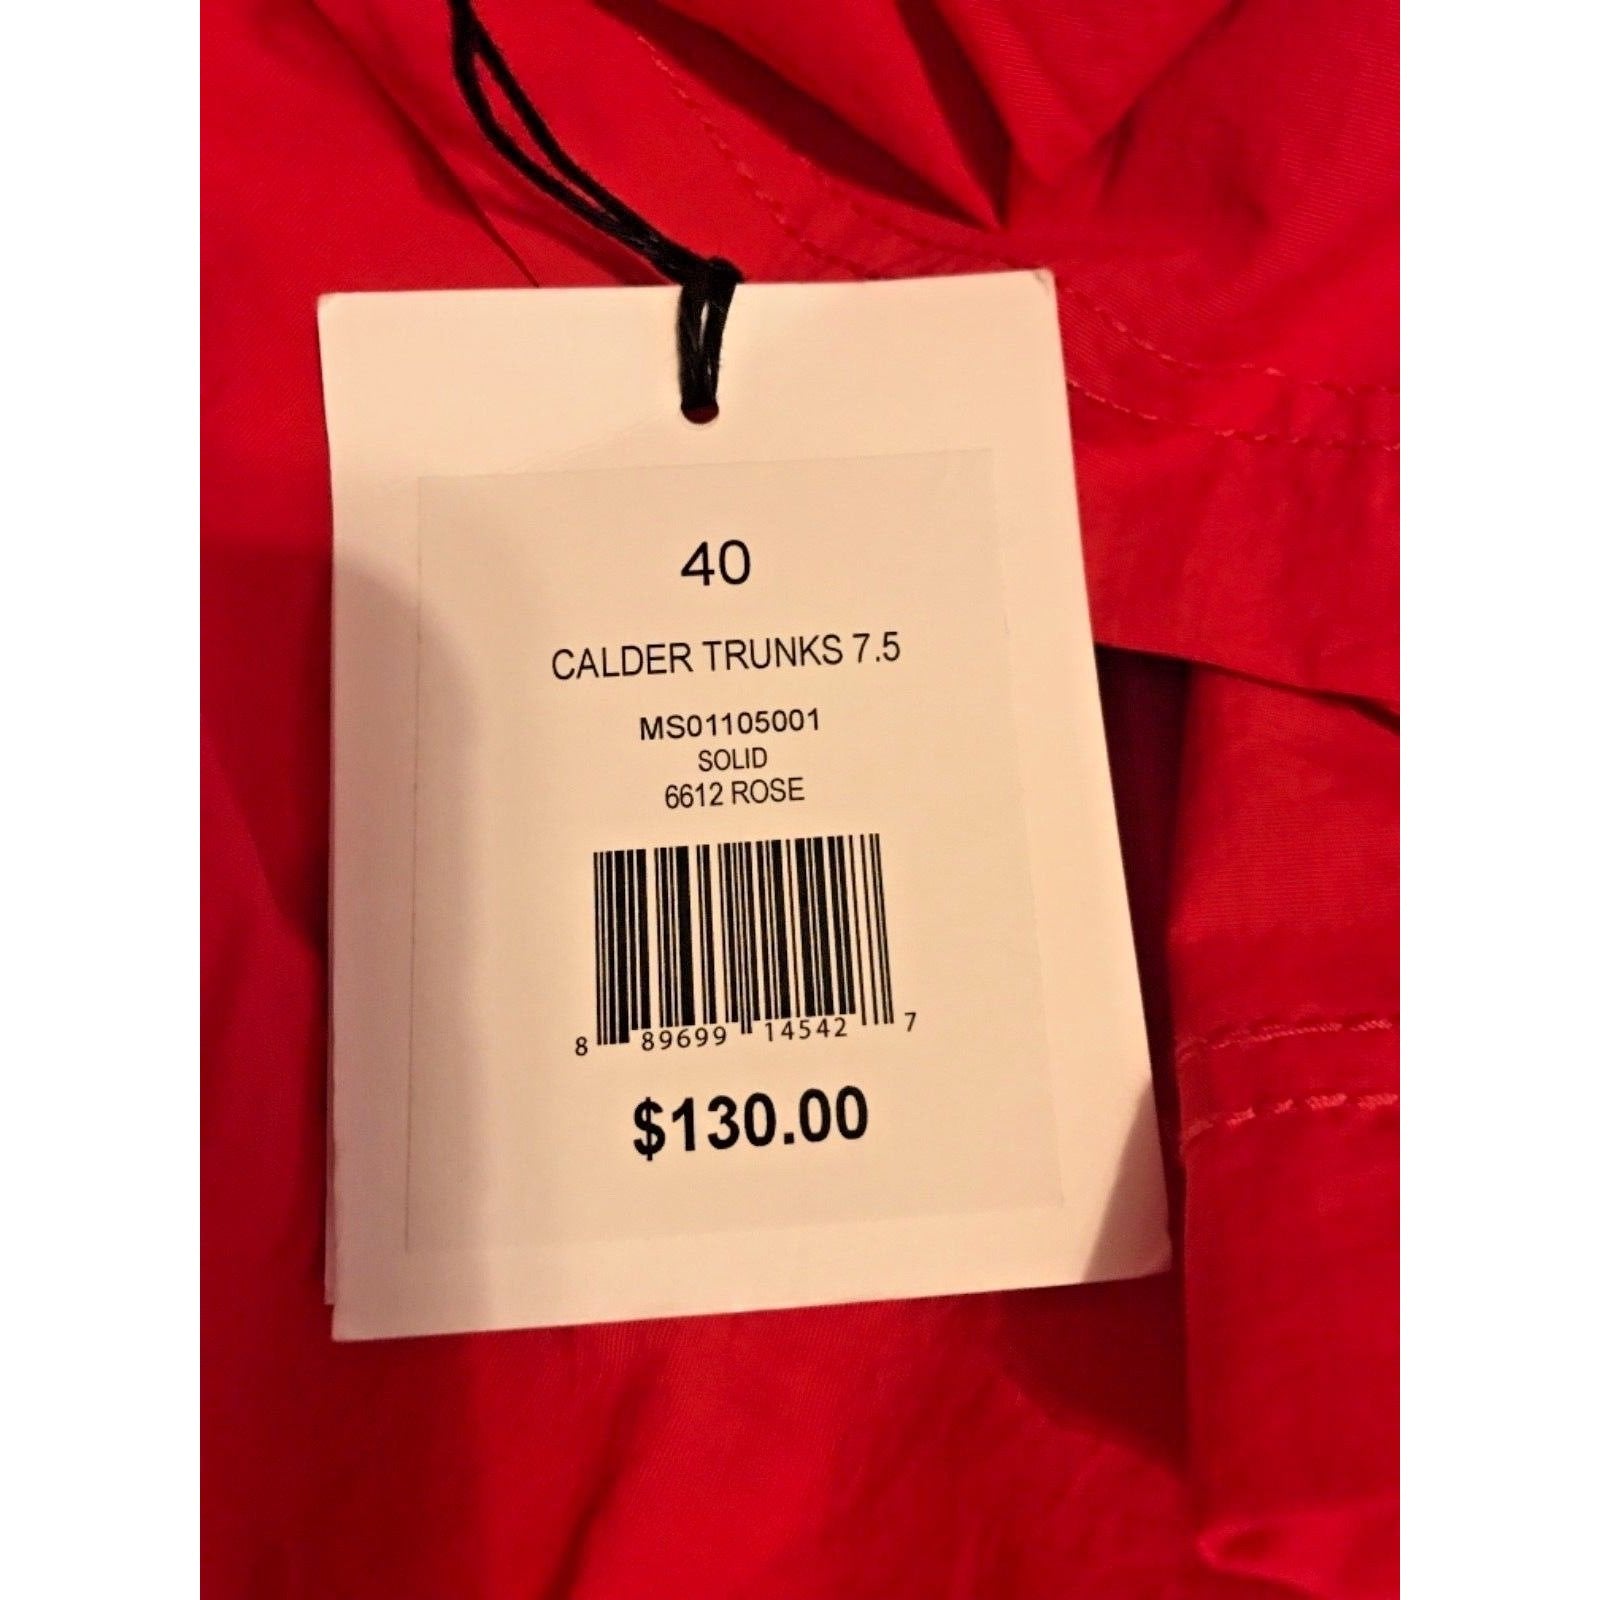 40
CALDER TRUNKS 7.5
MS01105001
SOLID
6612 ROSE
8 89699 14542 7
$130.00